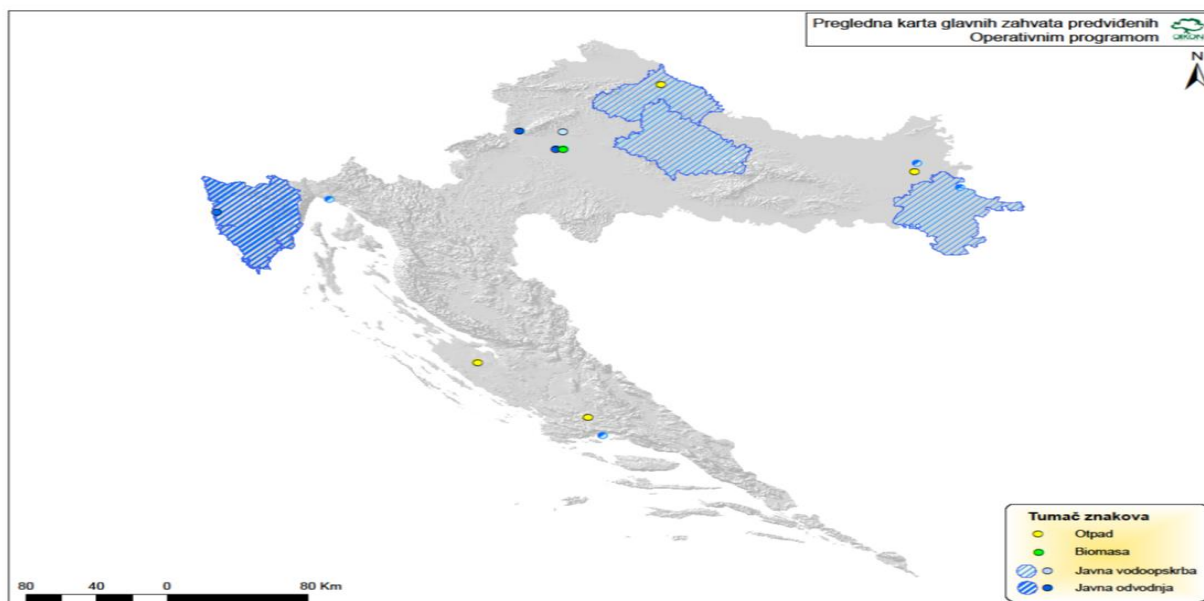 Pregledna karta glavnih zahvata predviđenih
Operativnim programom
OIKON
N
Tumač znakova
Otpad
Biomasa
Javna vodoopskrba
Javna odvodnja
80 40 0 80 Km